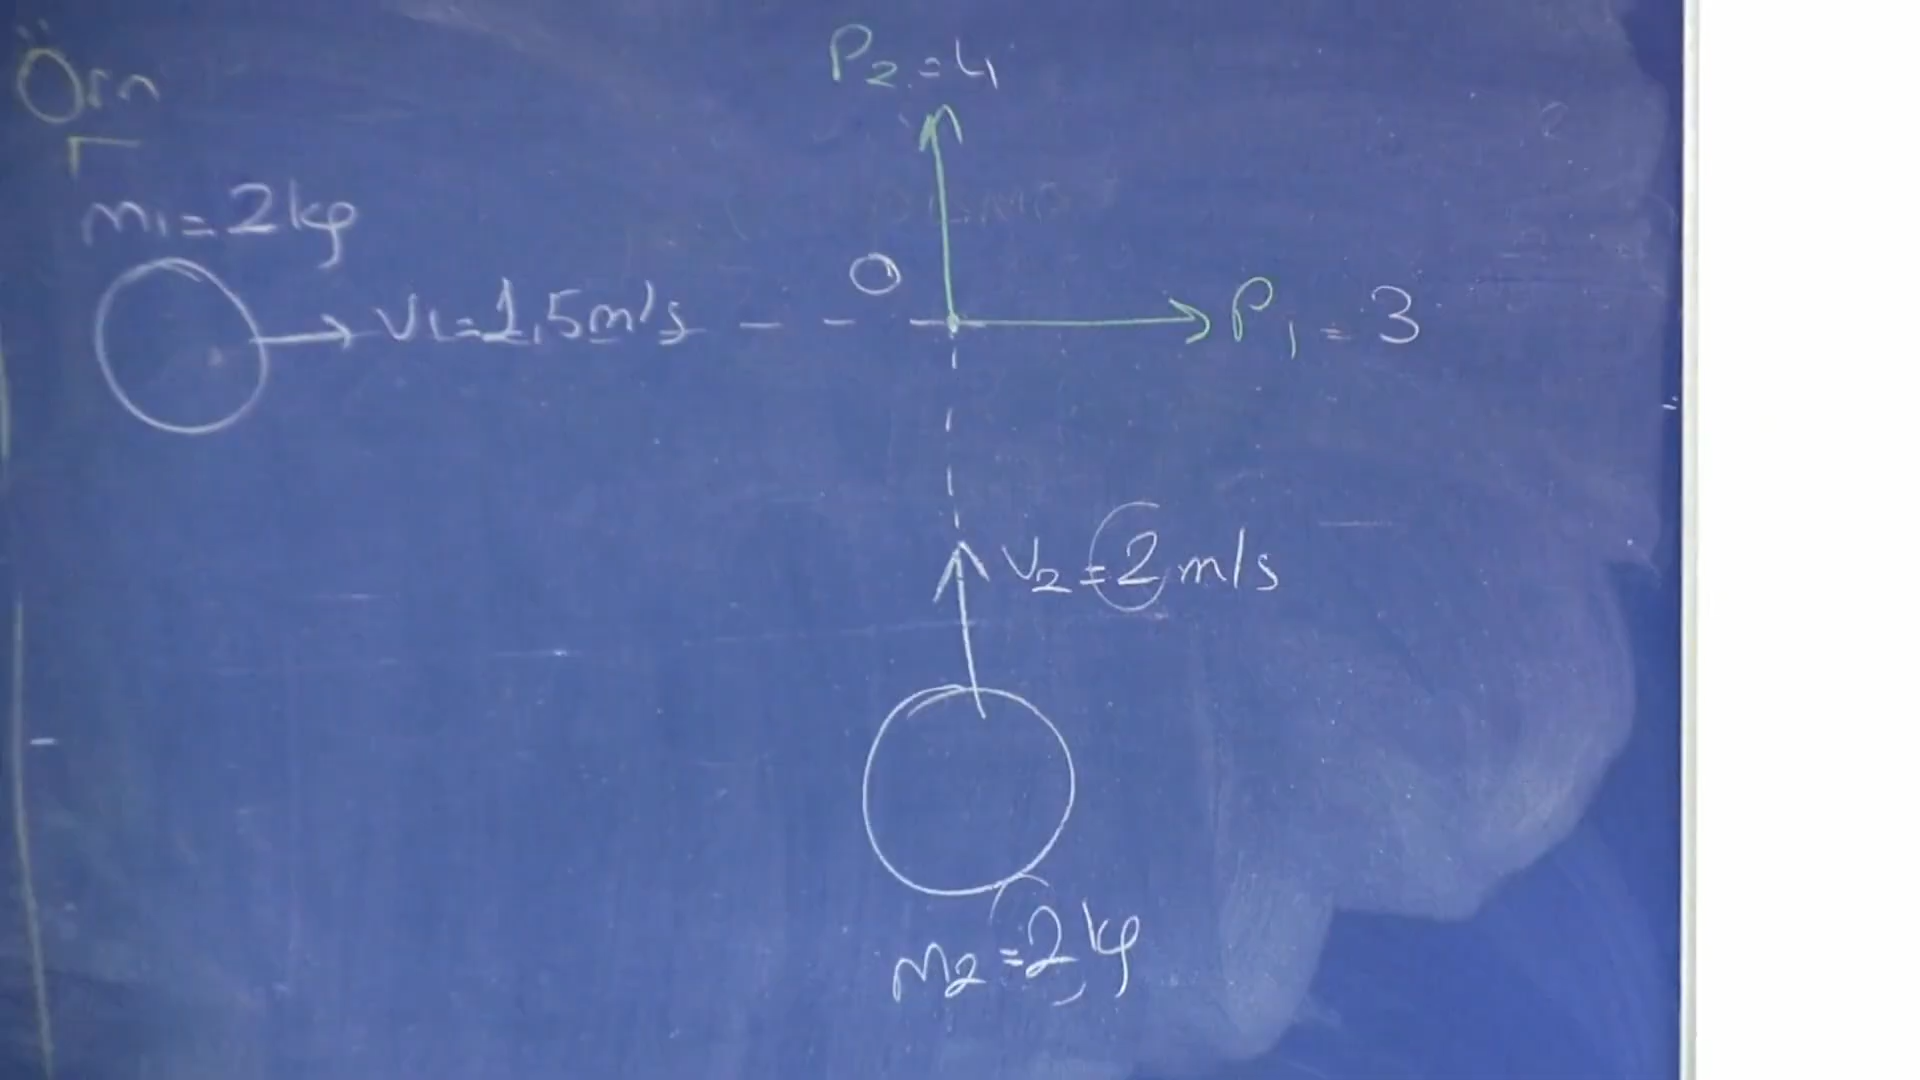 Örn
P₂ = 4
m₁ = 2kg
V₁ = 1,5m/s
O
P₁ = 3
V₂ = 2 m/s
m₂ = 2kg